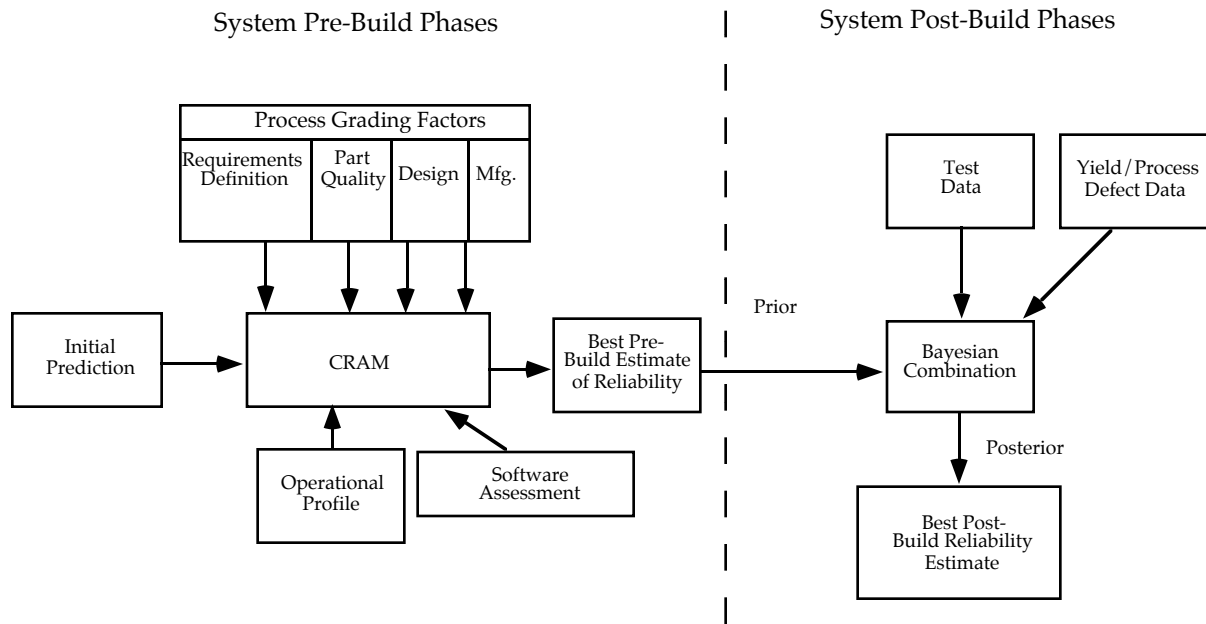 System Pre-Build Phases
System Post-Build Phases
Process Grading Factors
Requirements
Definition
Part
Quality
Design
Mfg.
Test
Data
Yield/Process
Defect Data
Initial
Prediction
CRAM
Best Pre-
Build Estimate
of Reliability
Prior
Bayesian
Combination
Operational
Profile
Software
Assessment
Posterior
Best Post-
Build Reliability
Estimate